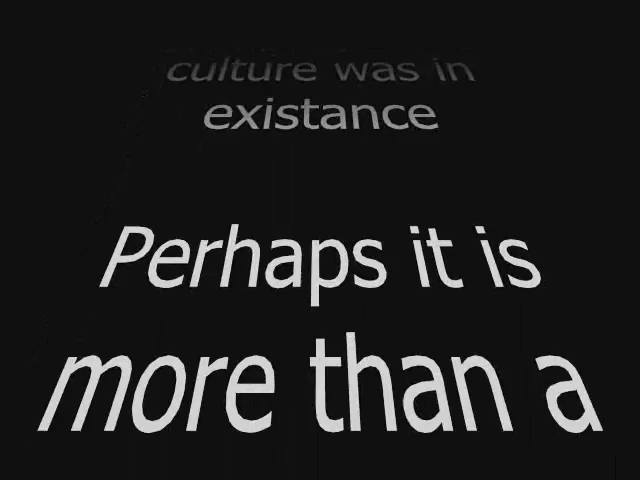 culture was in
existance
Perhaps it is
more than a